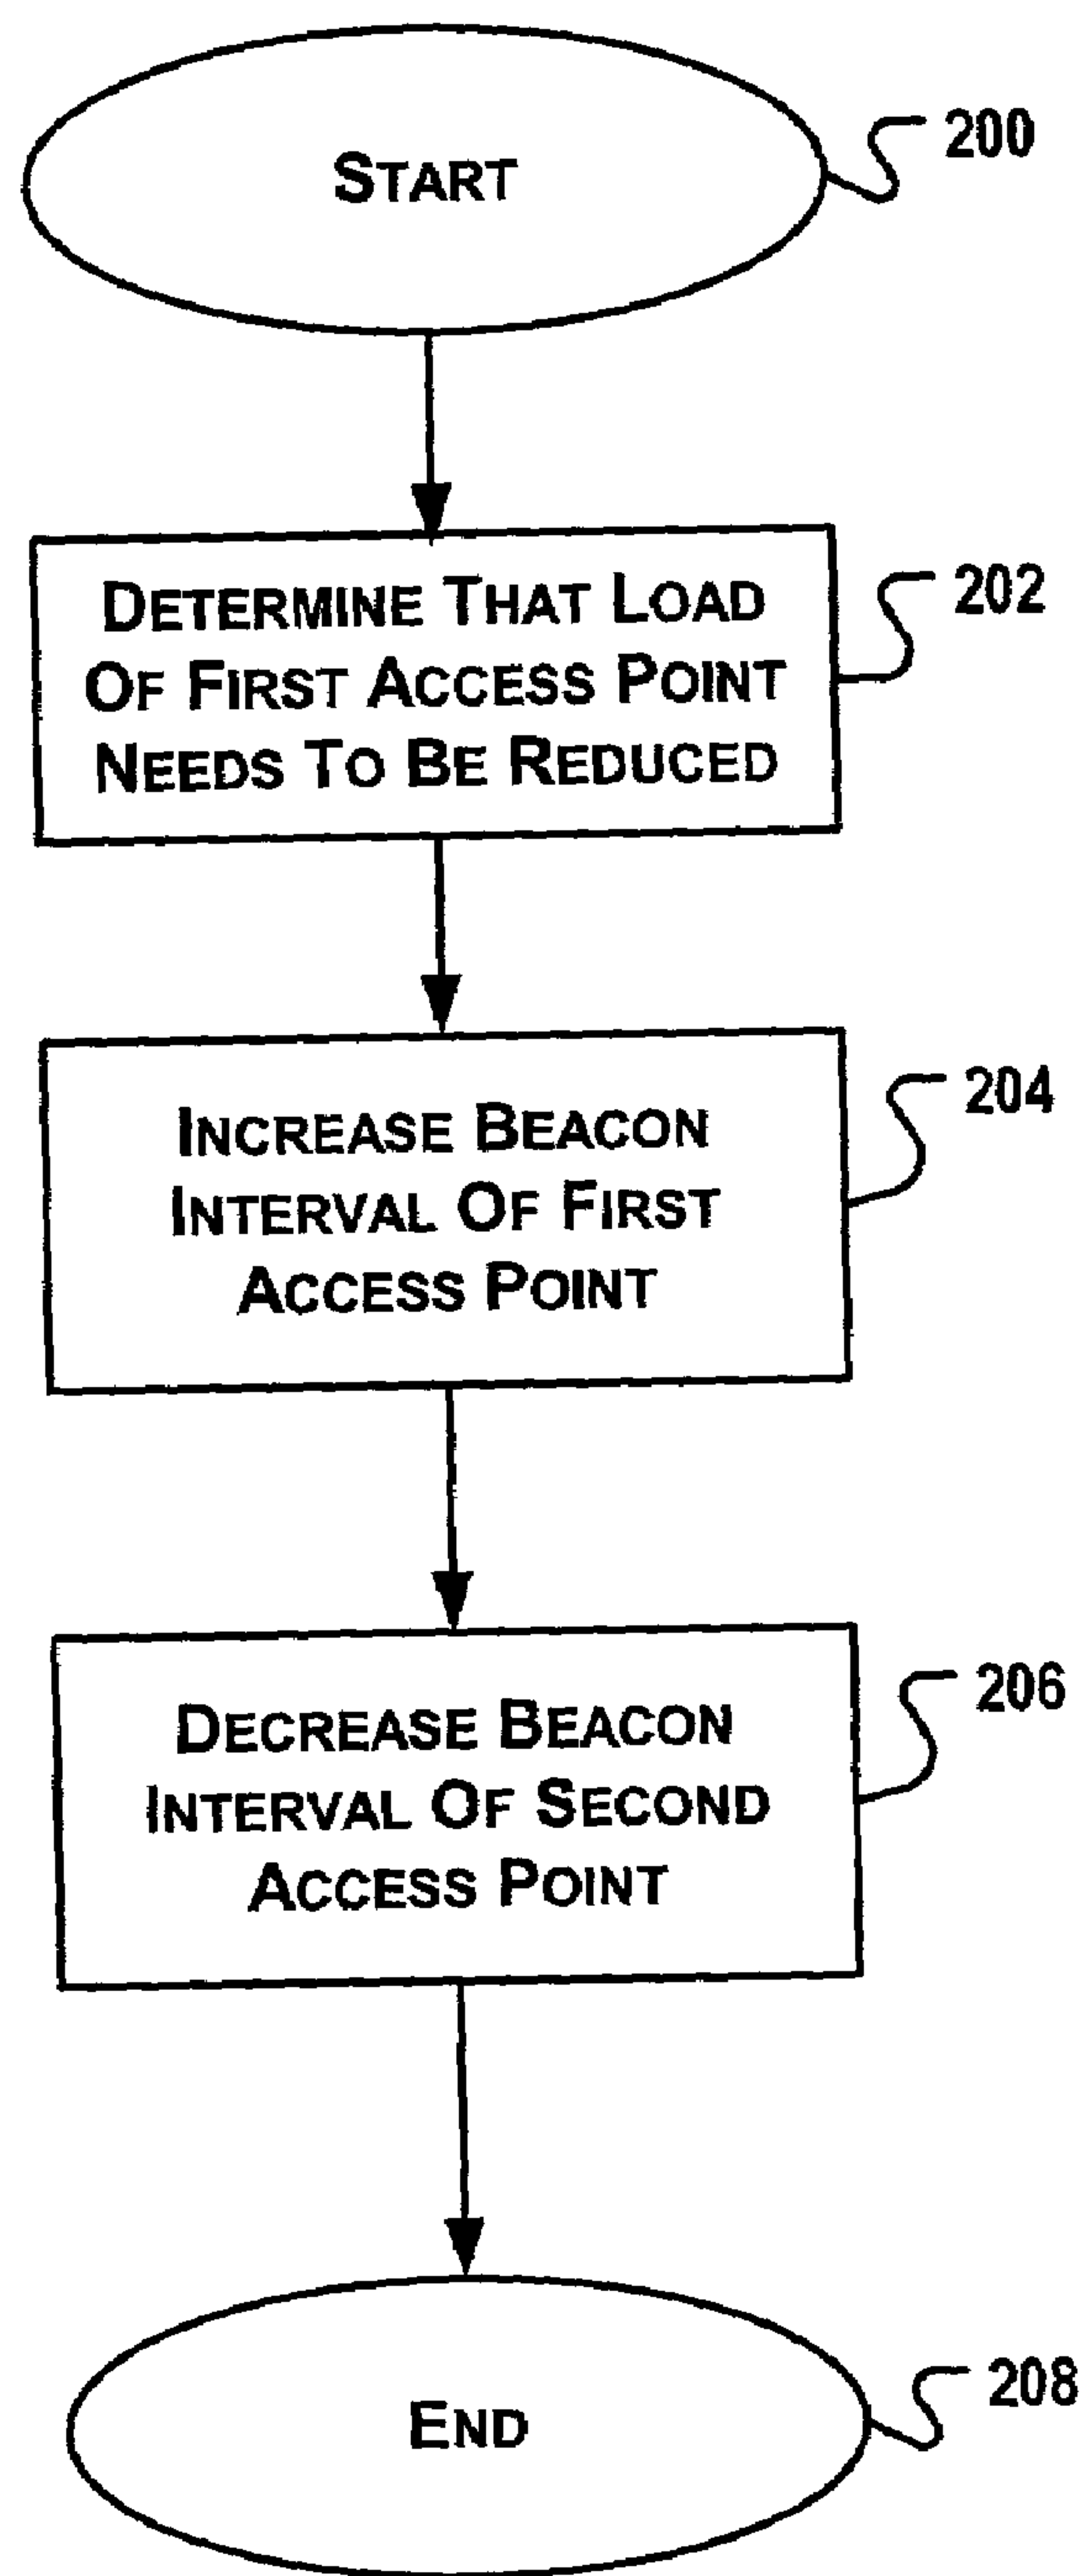 START
200
DETERMINE THAT LOAD
OF FIRST ACCESS POINT
NEEDS TO BE REDUCED
202
INCREASE BEACON
INTERVAL OF FIRST
ACCESS POINT
204
DECREASE BEACON
INTERVAL OF SECOND
ACCESS POINT
206
END
208